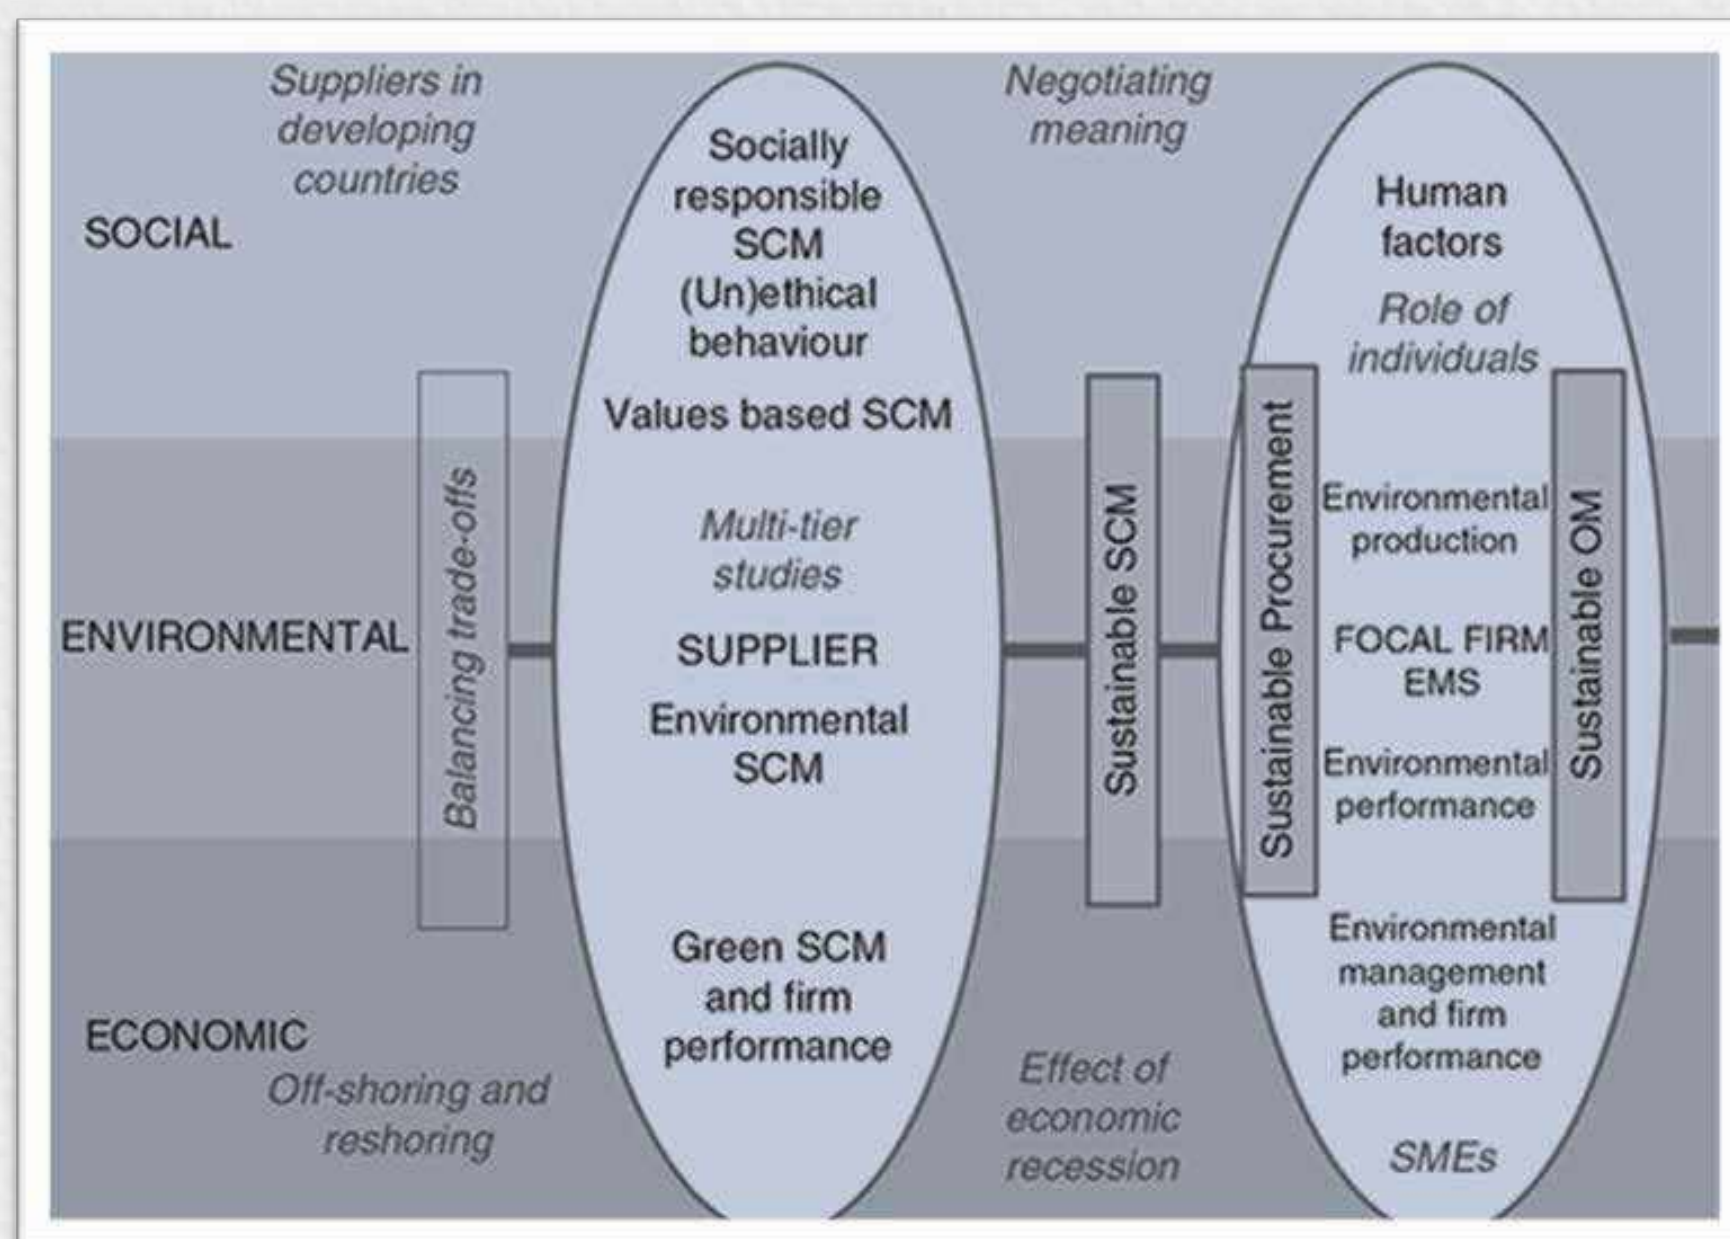 Suppliers in
developing
countries
SOCIAL
Socially
responsible
SCM
(Un)ethical
behaviour
Values based SCM
Negotiating
meaning
Human
factors
Role of
individuals
ENVIRONMENTAL
Balancing trade-offs
Multi-tier
studies
SUPPLIER
Environmental
SCM
Sustainable SCM
Sustainable Procurement
Environmental
production
FOCAL FIRM
EMS
Environmental
performance
Sustainable OM
ECONOMIC
Off-shoring and
reshoring
Green SCM
and firm
performance
Effect of
economic
recession
Environmental
management
and firm
performance
SMEs